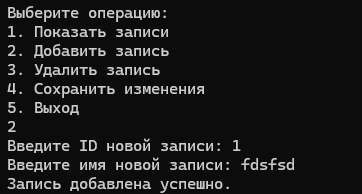 Выберите операцию:
1. Показать записи
2. Добавить запись
3. Удалить запись
4. Сохранить изменения
5. Выход
2
Введите ID новой записи: 1
Введите имя новой записи: fdsfsd
Запись добавлена успешно.